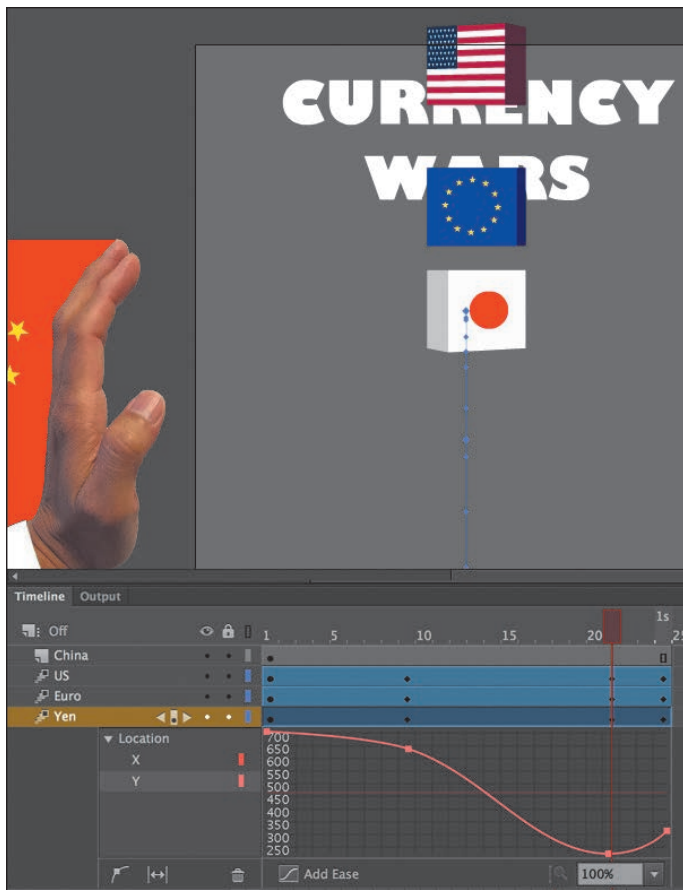 CURRENCY
WARS
Timeline Output
Off 1 5 10 15 20 1s 25
China
US
Euro
Yen
Location
X
Y
700
650
600
550
500
450
400
350
300
250
Add Ease 100%